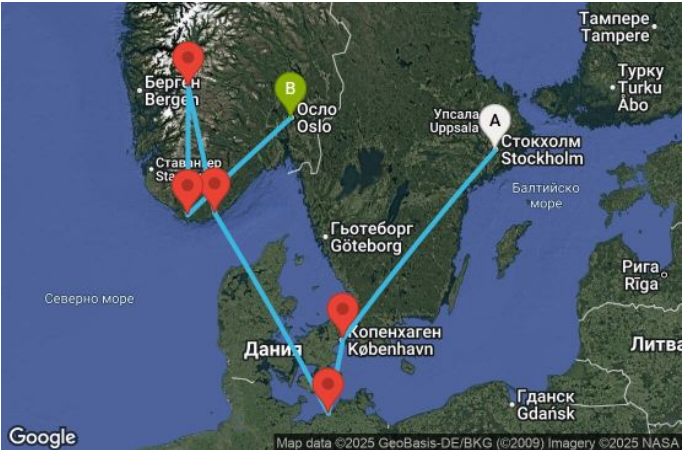 Тампере
Tampere
Турку
Turku
Åbo
Берген
Bergen
B
Осло
Oslo
Упсала
Uppsala
A
Стокхолм
Stockholm
Ставангер
Балтийско
море
Гьотеборг
Göteborg
Рига
Rīga
Северно море
Копенхаген
København
Дания
Литва
Гданск
Gdańsk
Google
Map data ©2025 GeoBasis-DE/BKG (©2009) Imagery ©2025 NASA